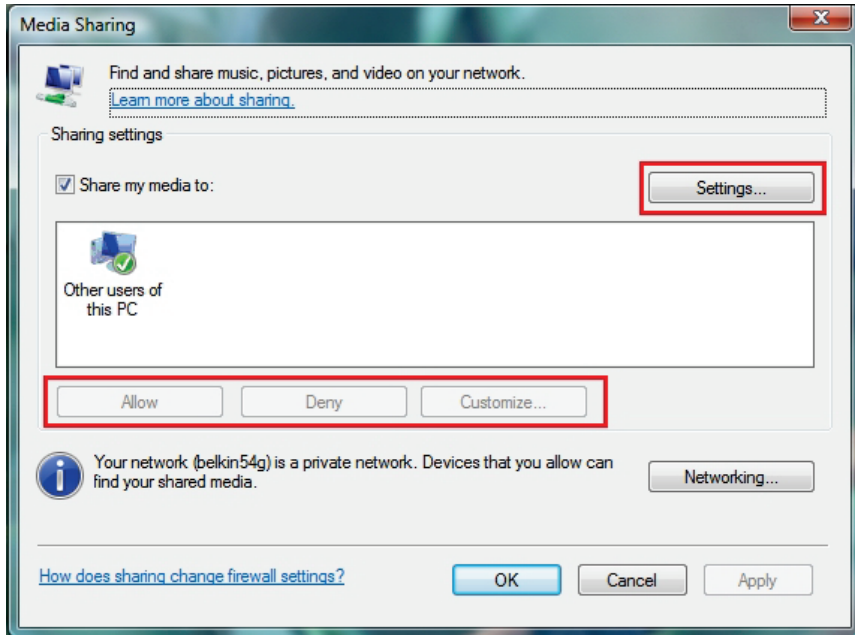 Media Sharing
Find and share music, pictures, and video on your network.
Learn more about sharing.
Sharing settings
Share my media to:
Settings...
Other users of
this PC
Allow
Deny
Customize...
Your network (belkin54g) is a private network. Devices that you allow can
find your shared media.
Networking...
How does sharing change firewall settings?
OK
Cancel
Apply